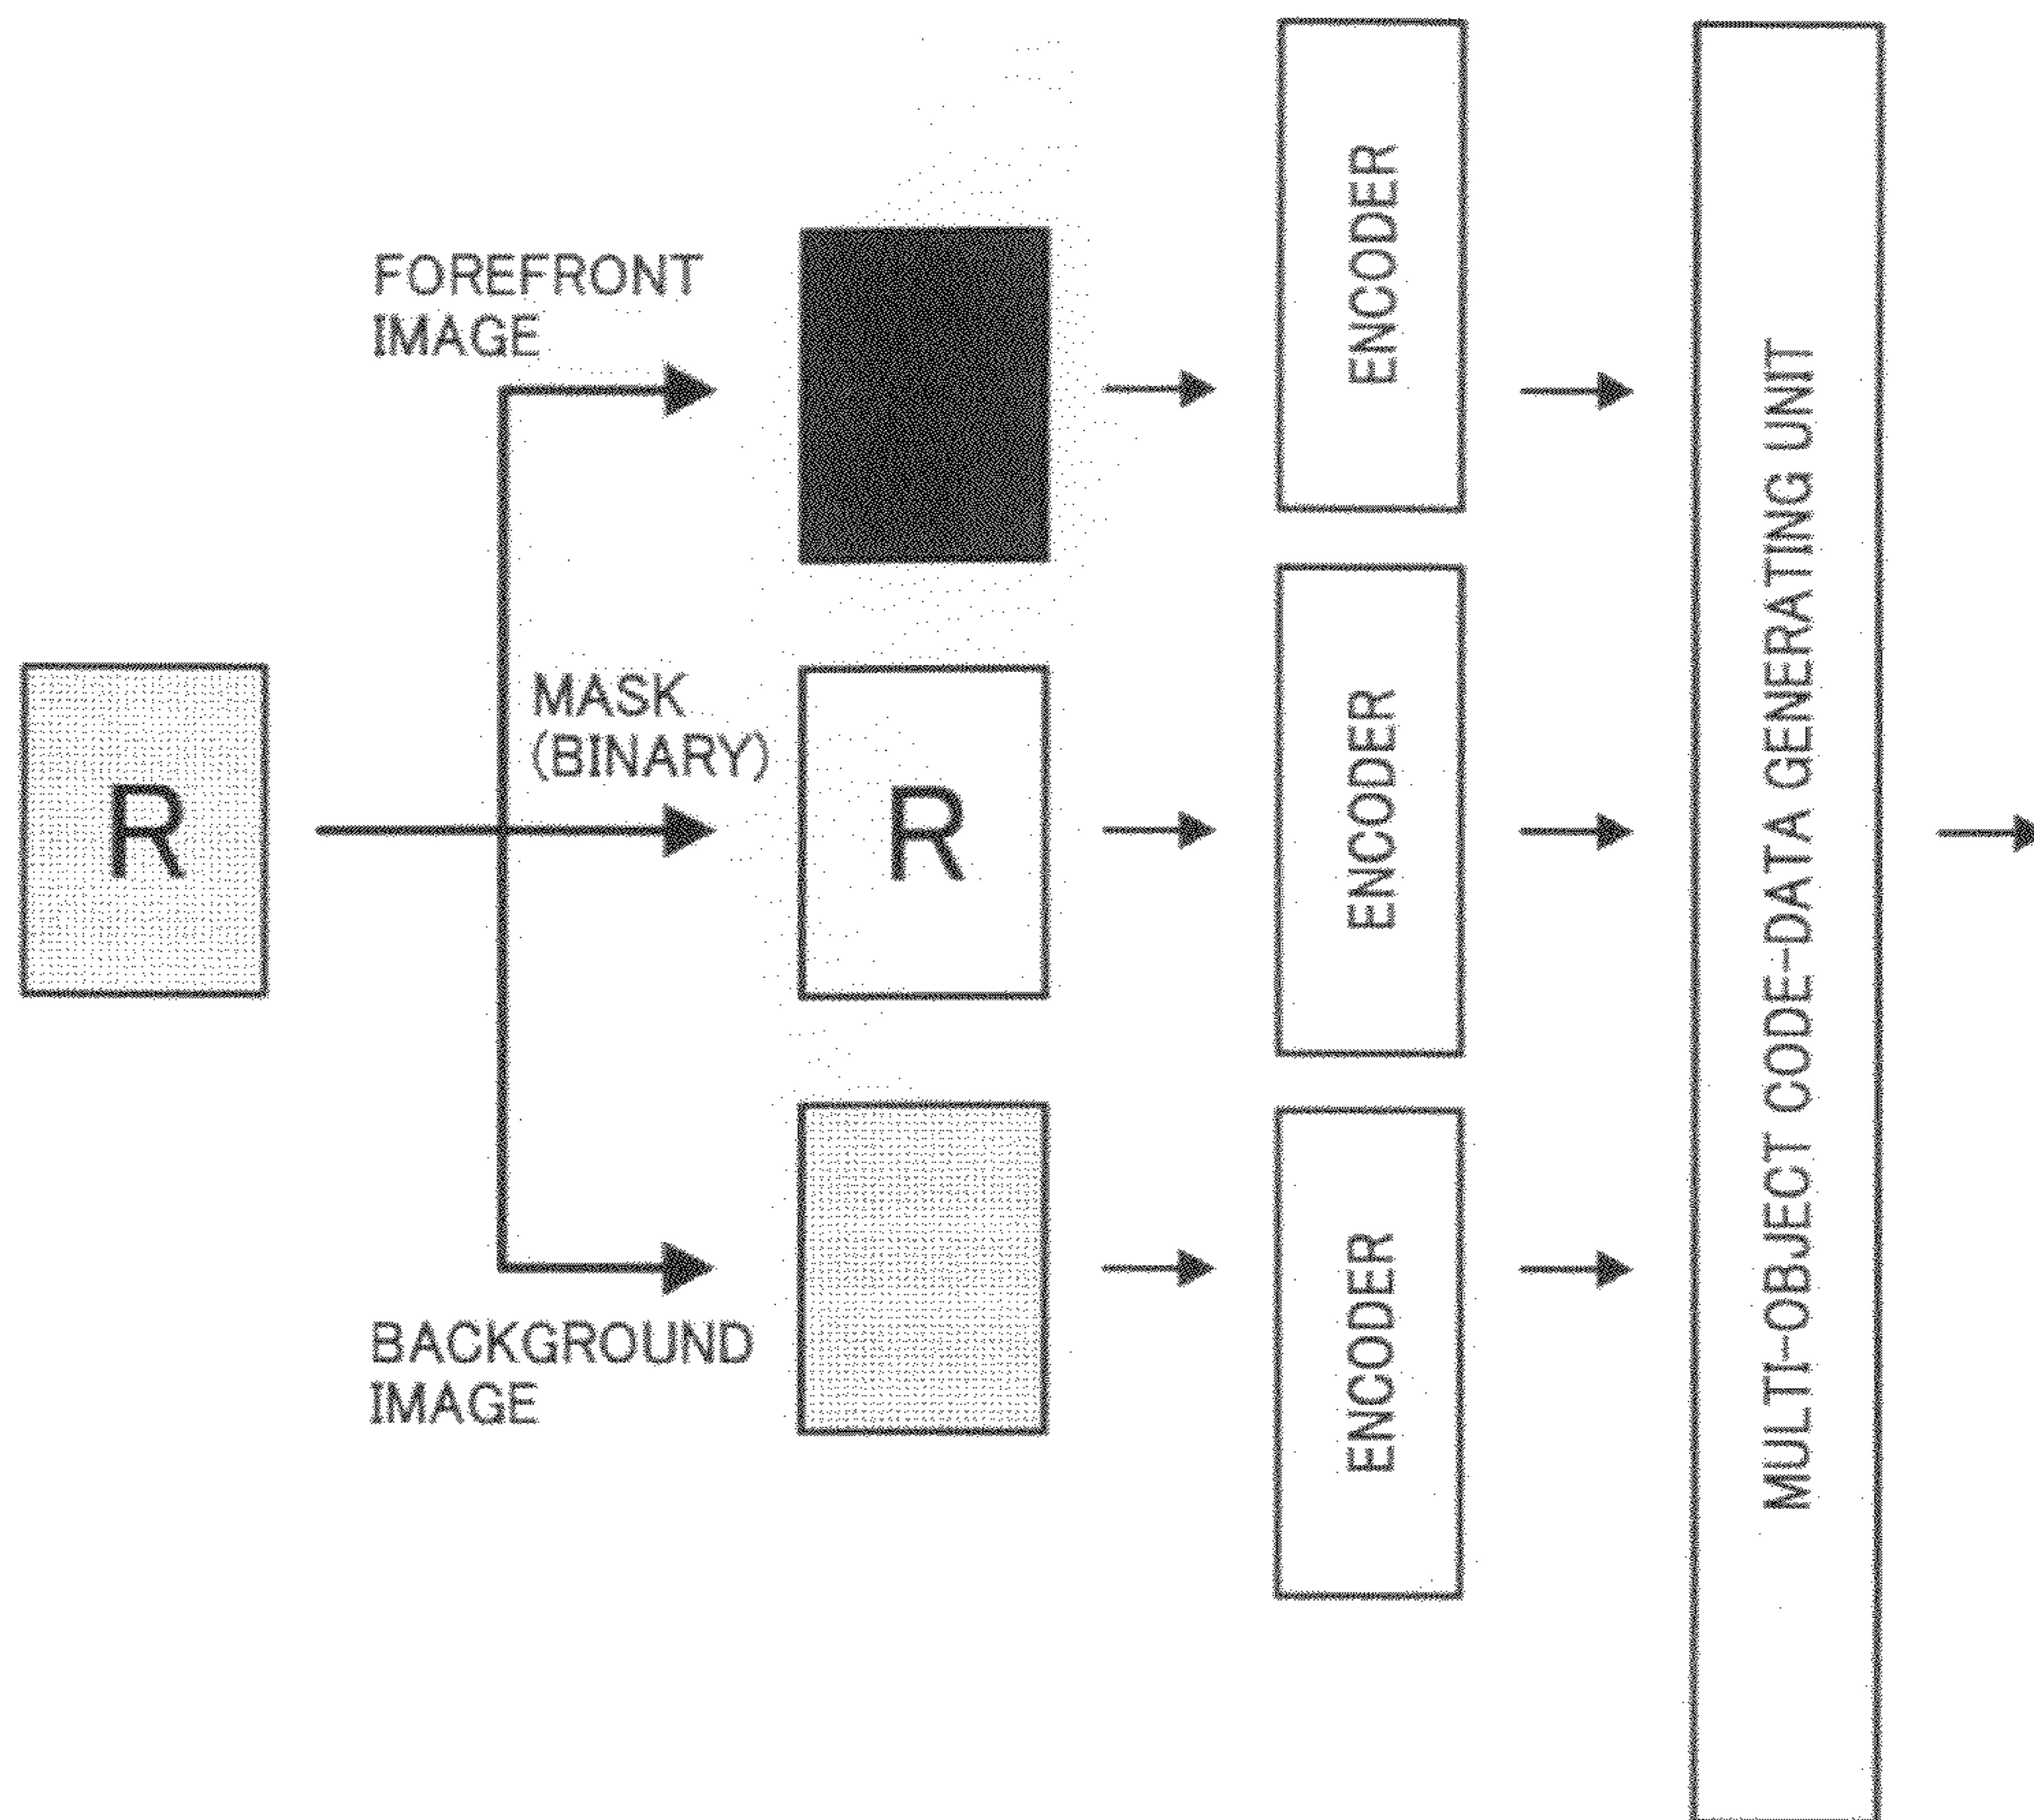 FOREFRONT
IMAGE
ENCODER
R
MASK
(BINARY)
R
ENCODER
MULTI-OBJECT CODE-DATA GENERATING UNIT
BACKGROUND
IMAGE
ENCODER